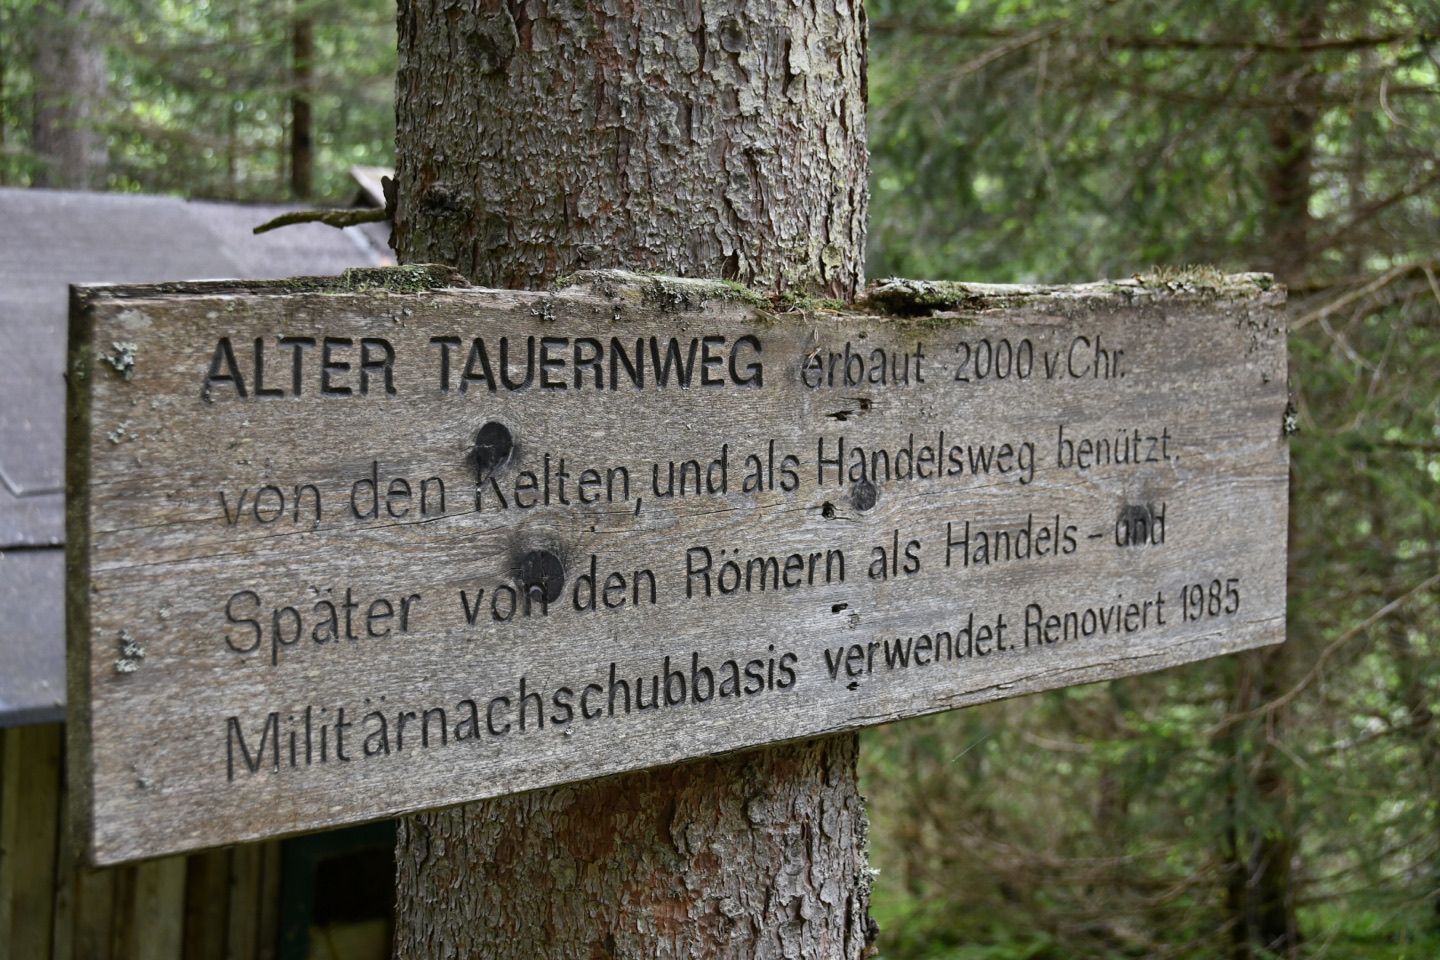 ALTER TAUERNWEG erbaut 2000 v.Chr.
von den Kelten, und als Handelsweg benützt.
Später von den Römern als Handels - und
Militärnachschubbasis verwendet. Renoviert 1985